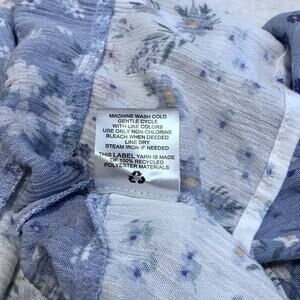 MACHINE WASH COLD
GENTLE CYCLE
WITH LIKE COLORS
USE ONLY NON-CHLORINE
BLEACH WHEN DEEDED
LINE DRY
STEAM IRON IF NEEDED
THIS LABEL YARN IS MADE
OF 100% RECYCLED
POLYESTER MATERIALS